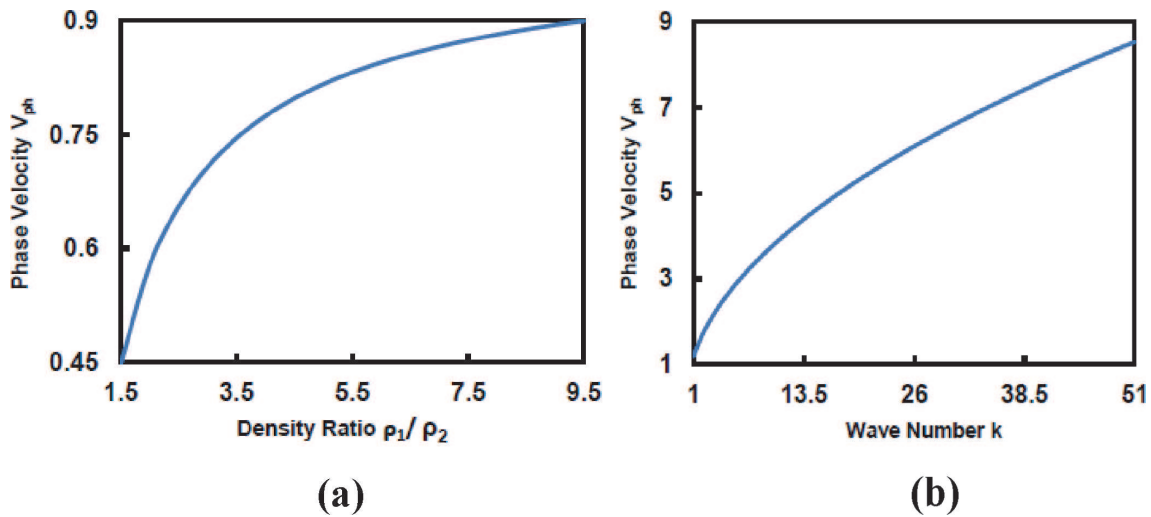 0.9
0.75
0.6
0.45
Phase Velocity Vph
1.5 3.5 5.5 7.5 9.5
Density Ratio ρ1/ ρ2
(a)
9
7
5
3
1
Phase Velocity Vph
1 13.5 26 38.5 51
Wave Number k
(b)